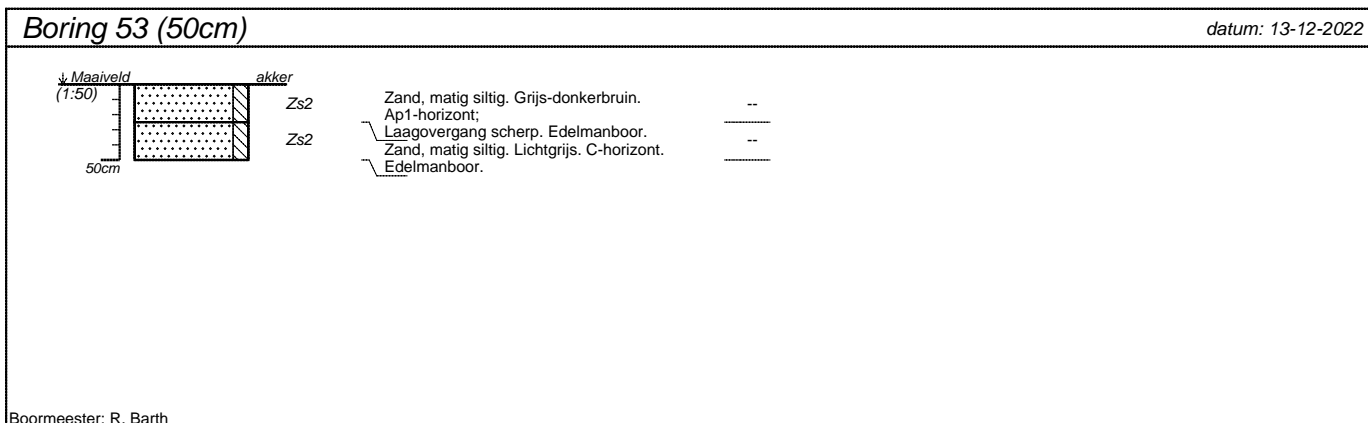 Boring 53 (50cm)
datum: 13-12-2022
Maaiveld
akker
(1:50)
Zs2
Zand, matig siltig. Grijs-donkerbruin.
Ap1-horizont;
Laagovergang scherp. Edelmanboor.
--
Zs2
Zand, matig siltig. Lichtgrijs. C-horizont.
Edelmanboor.
--
50cm
Boormeester: R. Barth